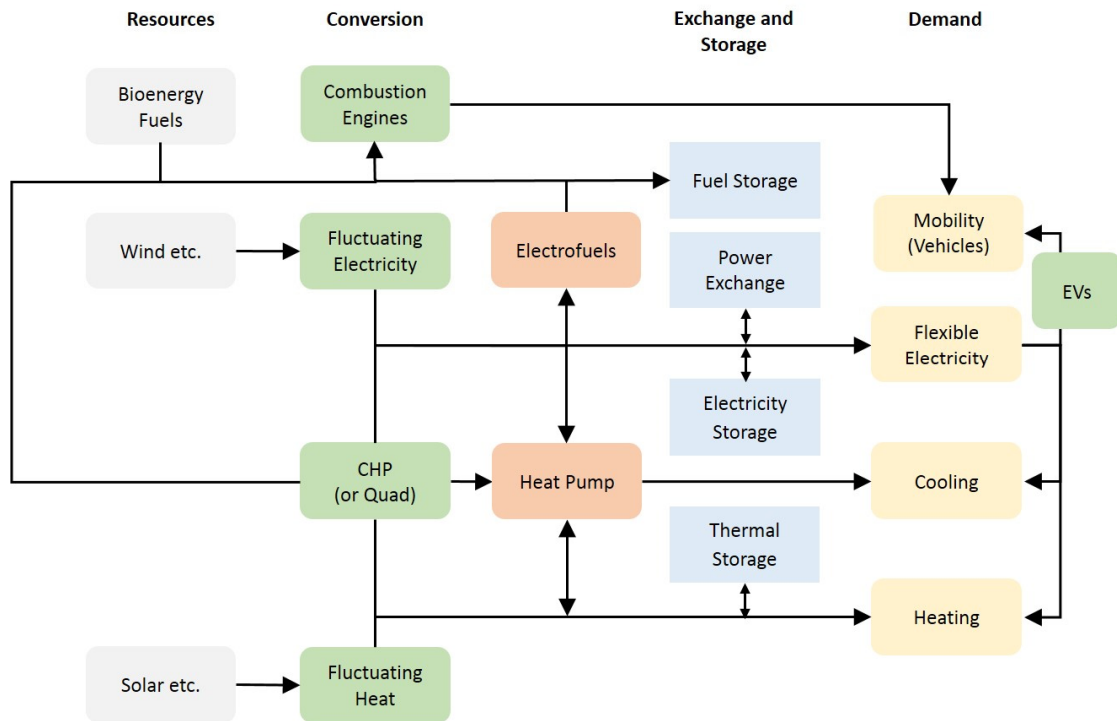 Resources
Conversion
Exchange and
Storage
Demand
Bioenergy
Fuels
Combustion
Engines
Fuel Storage
Wind etc.
Fluctuating
Electricity
Electrofuels
Power
Exchange
Mobility
(Vehicles)
EVs
Flexible
Electricity
Electricity
Storage
CHP
(or Quad)
Heat Pump
Cooling
Thermal
Storage
Heating
Solar etc.
Fluctuating
Heat